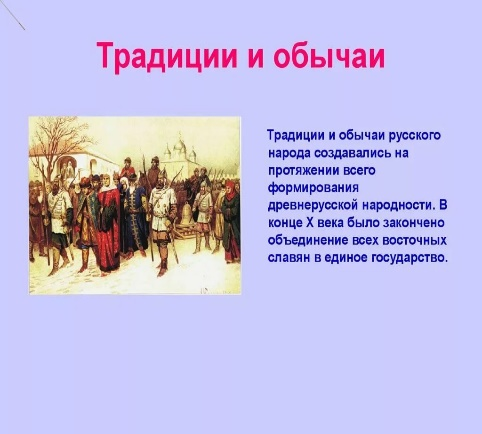 Традиции и обычаи
Традиции и обычаи русского
народа создавались на
протяжении всего
формирования
древнерусской народности. В
конце X века было закончено
объединение всех восточных
славян в единое государство.